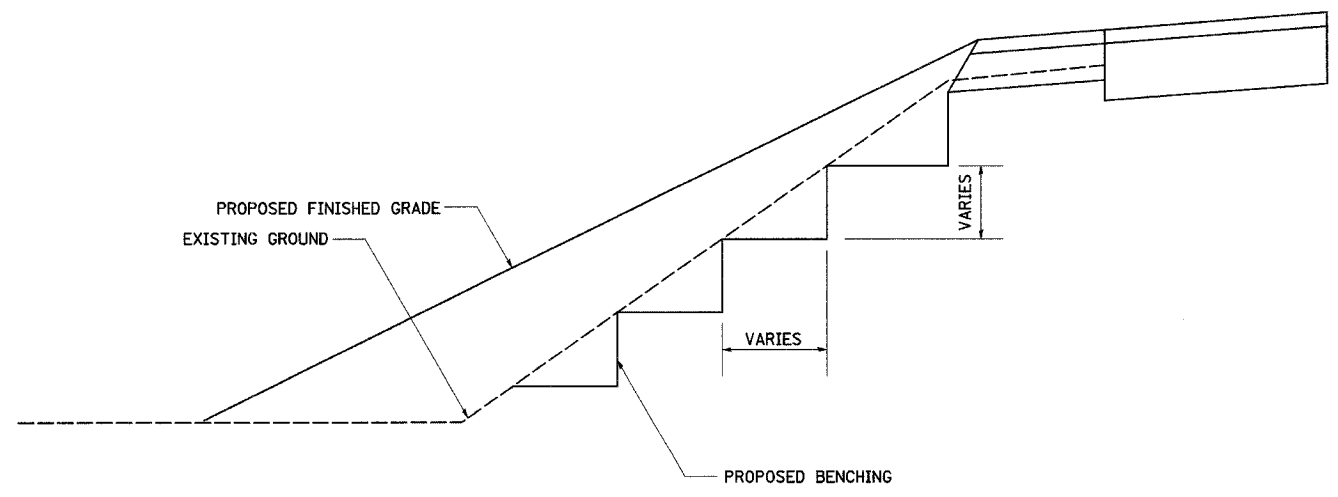 PROPOSED FINISHED GRADE
EXISTING GROUND
VARIES
VARIES
PROPOSED BENCHING